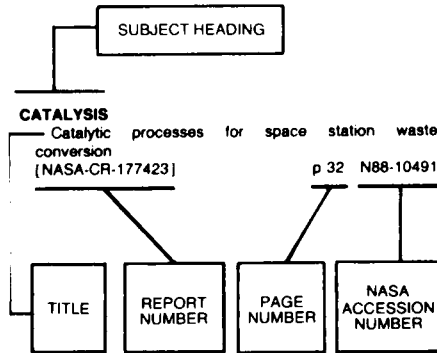 SUBJECT HEADING
CATALYSIS
Catalytic processes for space station waste
conversion
[NASA-CR-177423] p 32 N88-10491
TITLE
REPORT
NUMBER
PAGE
NUMBER
NASA
ACCESSION
NUMBER